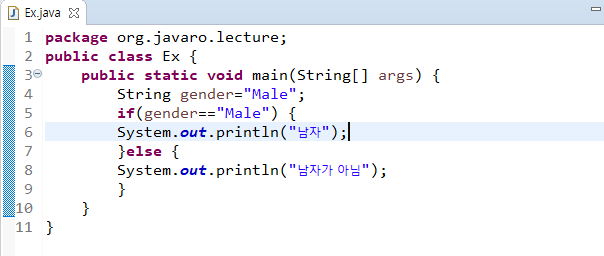 Ex.java
1 package org.javaro.lecture;
2 public class Ex {
3 public static void main(String[] args) {
4 String gender="Male";
5 if(gender=="Male") {
6 System.out.println("남자");
7 }else {
8 System.out.println("남자가 아님");
9 }
10 }
11 }